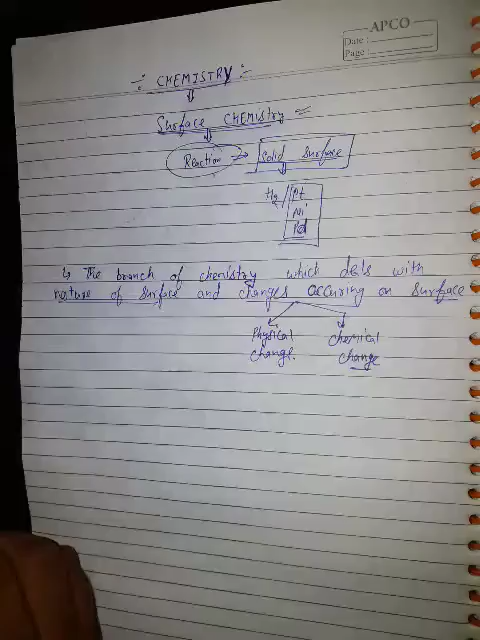 APCO
Date :
Page :
-: CHEMISTRY :-
Surface CHEMistry
Reaction Solid Surface
H2 / Pt
Ni
Pd
↳ The branch of chemistry which dels with
nature of surface and changes occuring on surface
Physical Chemical
change. change